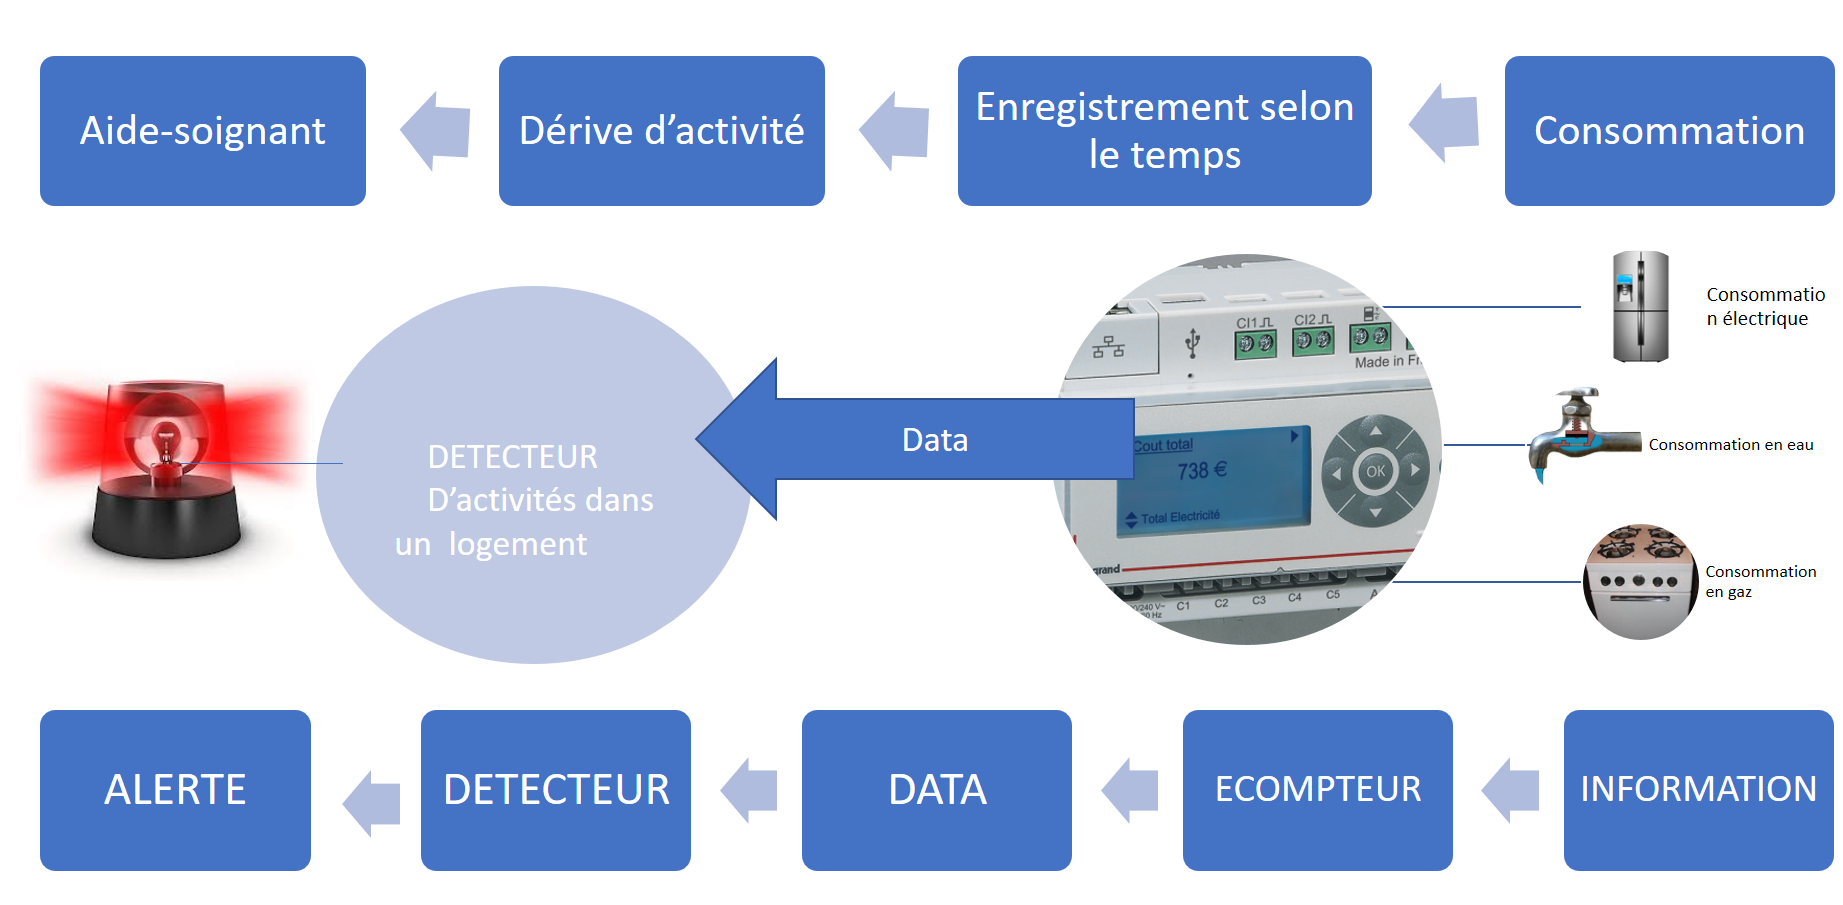 Aide-soignant
Dérive d’activité
Enregistrement selon
le temps
Consommation
Consommatio
n électrique
CI1
CI2
Made in Fr
DETECTEUR
D’activités dans
un logement
Data
Cout total
738 €
OK
Total Electricité
Consommation en eau
grand
C1 C2 C3 C4 C5
Consommation
en gaz
ALERTE
DETECTEUR
DATA
ECOMPTEUR
INFORMATION